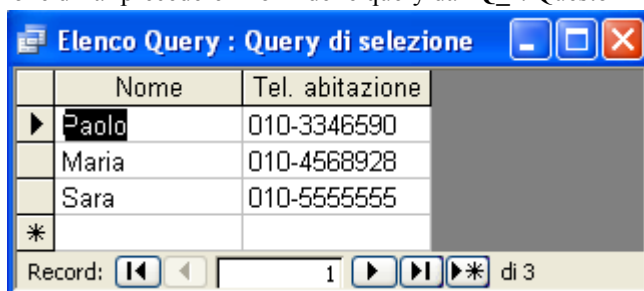 Elenco Query : Query di selezione
Nome Tel. abitazione
Paolo 010-3346590
Maria 010-4568928
Sara 010-5555555
Record: 1 di 3